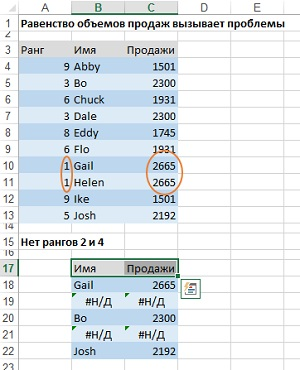 A B C D E
1 Равенство объемов продаж вызывает проблемы
2
3 Ранг Имя Продажи
4 9 Abby 1501
5 3 Bo 2300
6 6 Chuck 1931
7 3 Dale 2300
8 8 Eddy 1745
9 6 Flo 1931
10 1 Gail 2665
11 1 Helen 2665
12 9 Ike 1501
13 5 Josh 2192
14
15 Нет рангов 2 и 4
16
17 Имя Продажи
18 Gail 2665
19 #Н/Д #Н/Д
20 Bo 2300
21 #Н/Д #Н/Д
22 Josh 2192